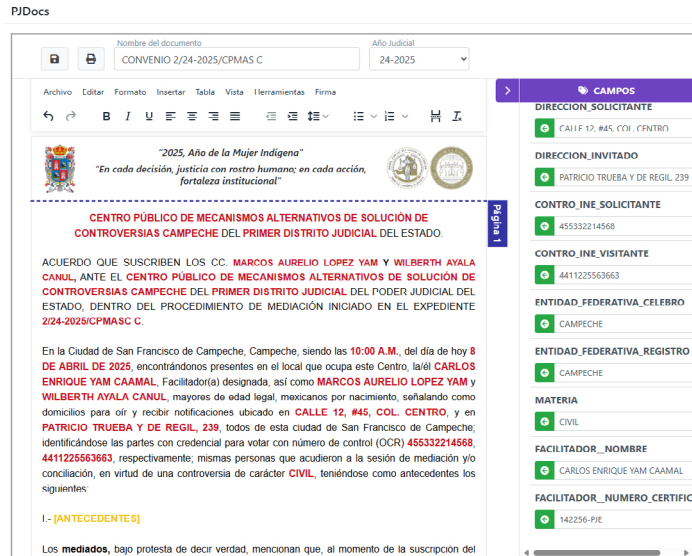 PJDocs
Nombre del documento
CONVENIO 2/24-2025/CPMAS C
Año Judicial
24-2025
Archivo Editar Formato Insertar Tabla Vista Herramientas Firma
"2025, Año de la Mujer Indígena"
"En cada decisión, justicia con rostro humano; en cada acción,
fortaleza institucional"
Página 1
CENTRO PÚBLICO DE MECANISMOS ALTERNATIVOS DE SOLUCIÓN DE
CONTROVERSIAS CAMPECHE DEL PRIMER DISTRITO JUDICIAL DEL ESTADO.
ACUERDO QUE SUSCRIBEN LOS CC. MARCOS AURELIO LOPEZ YAM Y WILBERTH AYALA
CANUL, ANTE EL CENTRO PÚBLICO DE MECANISMOS ALTERNATIVOS DE SOLUCIÓN DE
CONTROVERSIAS CAMPECHE DEL PRIMER DISTRITO JUDICIAL DEL PODER JUDICIAL DEL
ESTADO, DENTRO DEL PROCEDIMIENTO DE MEDIACIÓN INICIADO EN EL EXPEDIENTE
2/24-2025/CPMASC C.
En la Ciudad de San Francisco de Campeche, Campeche, siendo las 10:00 A.M., del día de hoy 8
DE ABRIL DE 2025, encontrándonos presentes en el local que ocupa este Centro, la/él CARLOS
ENRIQUE YAM CAAMAL, Facilitador(a) designada, así como MARCOS AURELIO LOPEZ YAM y
WILBERTH AYALA CANUL, mayores de edad legal, mexicanos por nacimiento, señalando como
domicilios para oír y recibir notificaciones ubicado en CALLE 12, #45, COL. CENTRO, y en
PATRICIO TRUEBA Y DE REGIL, 239, todos de esta ciudad de San Francisco de Campeche;
identificándose las partes con credencial para votar con número de control (OCR) 455332214568,
4411225563663, respectivamente; mismas personas que acudieron a la sesión de mediación y/o
conciliación, en virtud de una controversia de carácter CIVIL, teniéndose como antecedentes los
siguientes:
I.- [ANTECEDENTES]
Los mediados, bajo protesta de decir verdad, mencionan que, al momento de la suscripción del
CAMPOS
DIRECCION_SOLICITANTE
CALLE 12, #45, COL. CENTRO
DIRECCION_INVITADO
PATRICIO TRUEBA Y DE REGIL, 239
CONTRO_INE_SOLICITANTE
455332214568
CONTRO_INE_VISITANTE
4411225563663
ENTIDAD_FEDERATIVA_CELEBRO
CAMPECHE
ENTIDAD_FEDERATIVA_REGISTRO
CAMPECHE
MATERIA
CIVIL
FACILITADOR__NOMBRE
CARLOS ENRIQUE YAM CAAMAL
FACILITADOR__NUMERO_CERTIFIC
142256-PJE